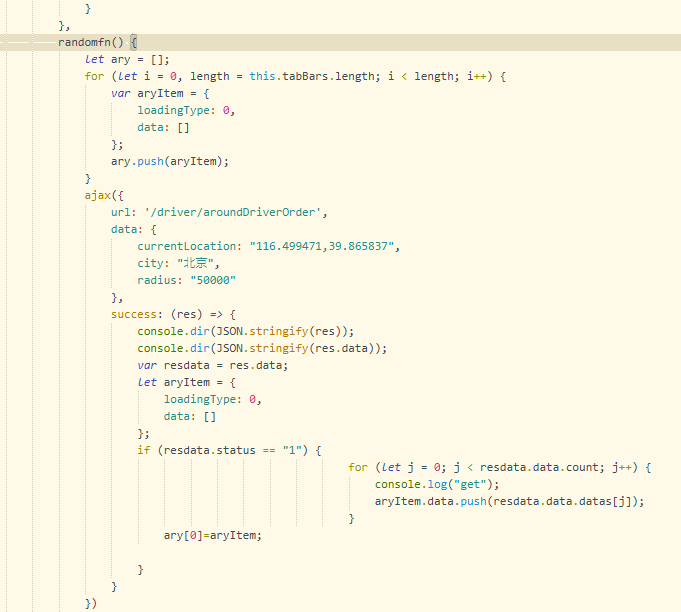 }
},
randomfn() {
let ary = [];
for (let i = 0, length = this.tabBars.length; i < length; i++) {
var aryItem = {
loadingType: 0,
data: []
};
ary.push(aryItem);
}
ajax({
url: '/driver/aroundDriverOrder',
data: {
currentLocation: "116.499471,39.865837",
city: "北京",
radius: "50000"
},
success: (res) => {
console.dir(JSON.stringify(res));
console.dir(JSON.stringify(res.data));
var resdata = res.data;
let aryItem = {
loadingType: 0,
data: []
};
if (resdata.status == "1") {
for (let j = 0; j < resdata.data.count; j++) {
console.log("get");
aryItem.data.push(resdata.data.datas[j]);
}
ary[0]=aryItem;
}
}
})